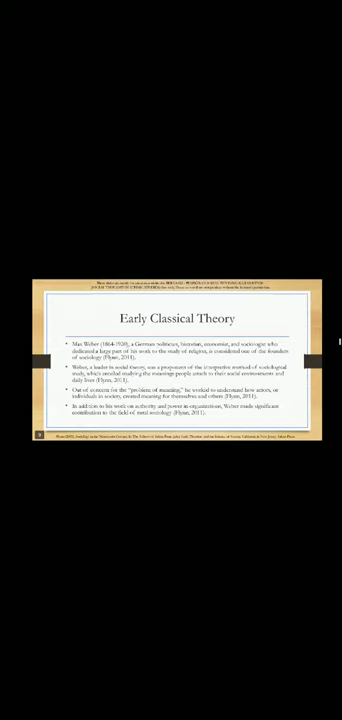 Early Classical Theory
• Max Weber (1864-1920), a German politician, historian, economist, and sociologist who
dedicated a large part of his work to the study of religion, is considered one of the founders
of sociology (Flynn, 2011).
• Weber, a leader in social theory, was a proponent of the interpretive method of sociological
study, which entailed studying the meanings people attach to their social environments and
daily lives (Flynn, 2011).
• Out of concern for the "problem of meaning," he worked to understand how actors, or
individuals in society, created meaning for themselves and others (Flynn, 2011).
• In addition to his work on authority and power in organizations, Weber made significant
contribution to the field of rural sociology (Flynn, 2011).
9